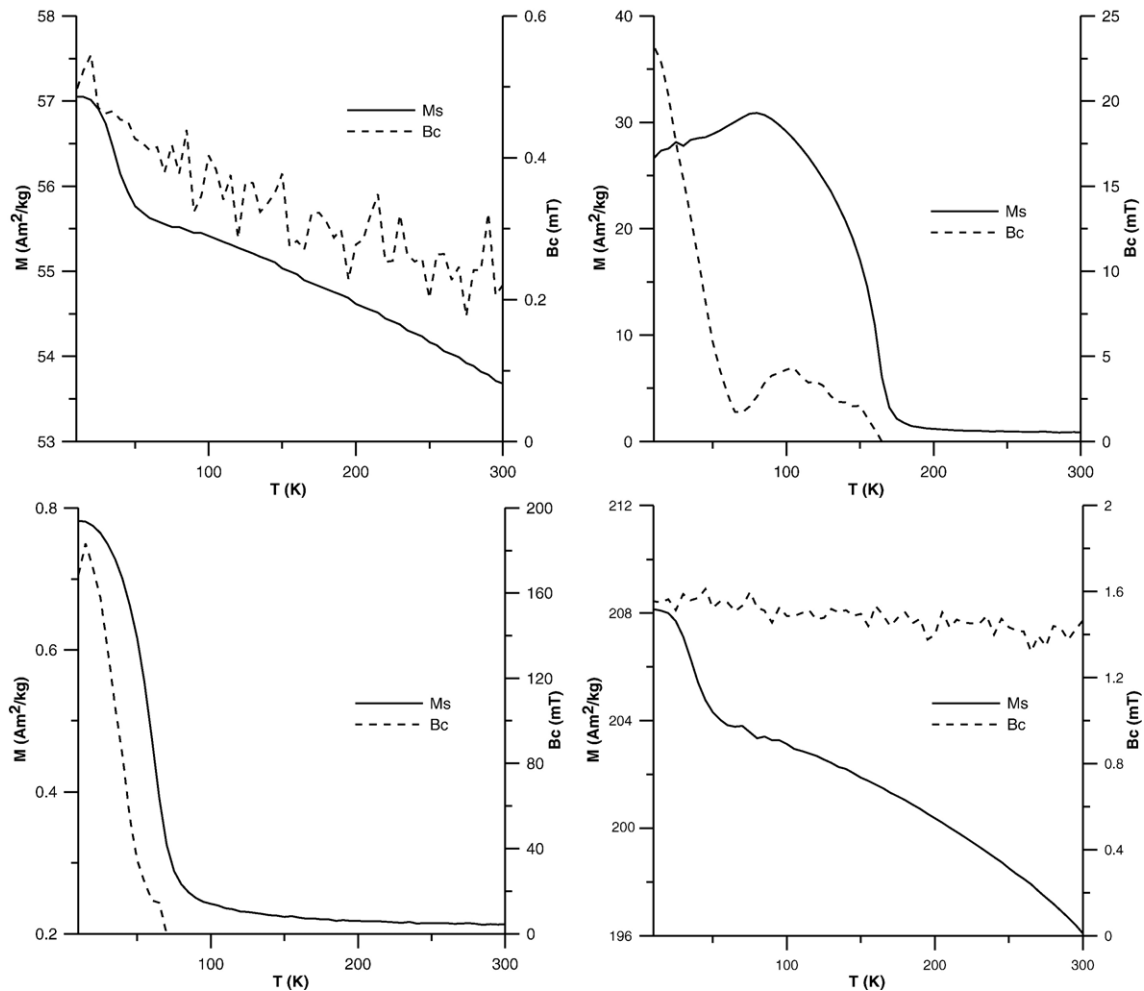 58
57
56
55
54
53
M (Am²/kg)
0.6
0.4
0.2
0
Bc (mT)
Ms
Bc
100
200
300
T (K)
40
30
20
10
0
M (Am²/kg)
25
20
15
10
5
0
Bc (mT)
Ms
Bc
100
200
300
T (K)
0.8
0.6
0.4
0.2
M (Am²/kg)
200
160
120
80
40
0
Bc (mT)
Ms
Bc
100
200
300
T (K)
212
208
204
200
196
M (Am²/kg)
2
1.6
1.2
0.8
0.4
0
Bc (mT)
Ms
Bc
100
200
300
T (K)